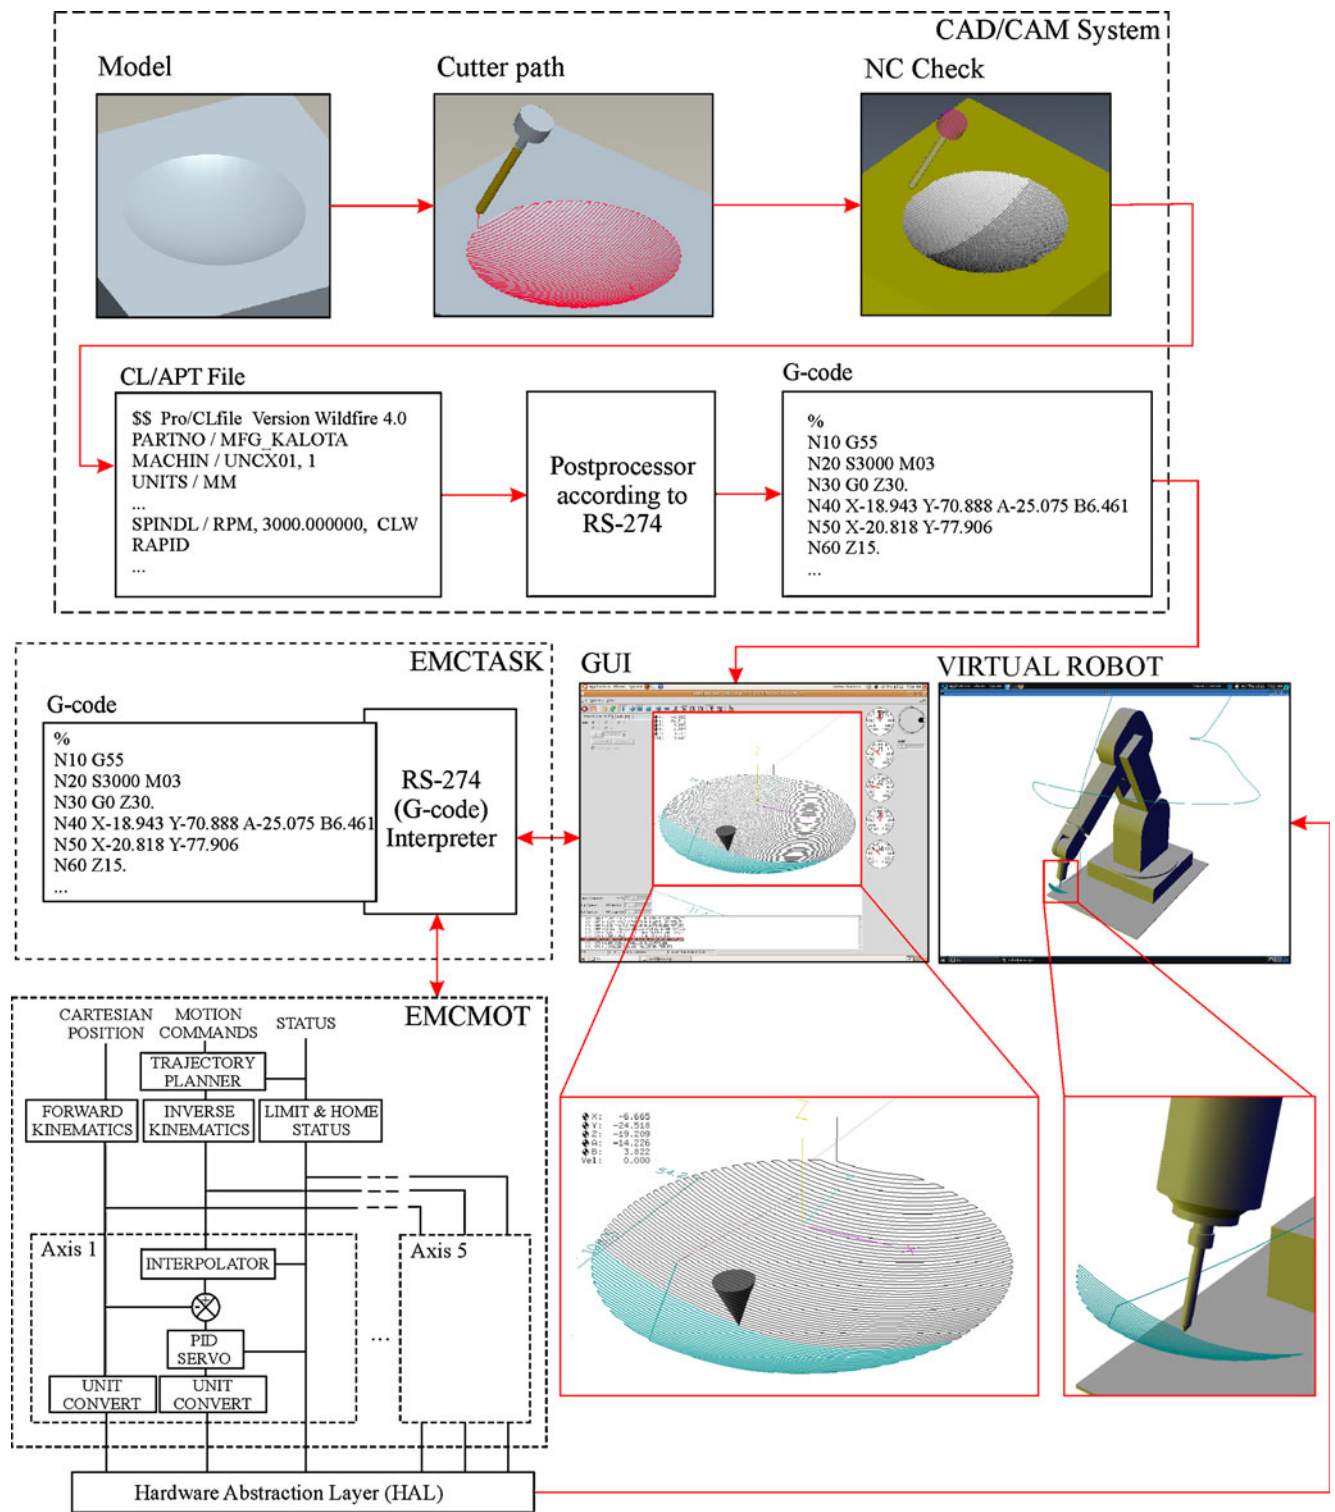 CAD/CAM System
Model
Cutter path
NC Check
CL/APT File
$$ Pro/CLfile Version Wildfire 4.0
PARTNO / MFG_KALOTA
MACHIN / UNCX01, 1
UNITS / MM
...
SPINDL / RPM, 3000.000000, CLW
RAPID
...
Postprocessor
according to
RS-274
G-code
%
N10 G55
N20 S3000 M03
N30 G0 Z30.
N40 X-18.943 Y-70.888 A-25.075 B6.461
N50 X-20.818 Y-77.906
N60 Z15.
...
EMCTASK
G-code
%
N10 G55
N20 S3000 M03
N30 G0 Z30.
N40 X-18.943 Y-70.888 A-25.075 B6.461
N50 X-20.818 Y-77.906
N60 Z15.
...
RS-274
(G-code)
Interpreter
GUI
VIRTUAL ROBOT
EMCMOT
CARTESIAN
POSITION
MOTION
COMMANDS
STATUS
TRAJECTORY
PLANNER
FORWARD
KINEMATICS
INVERSE
KINEMATICS
LIMIT & HOME
STATUS
Axis 1
INTERPOLATOR
PID
SERVO
UNIT
CONVERT
UNIT
CONVERT
...
Axis 5
Hardware Abstraction Layer (HAL)
X: -6.665
Y: -24.518
Z: -19.209
A: -14.226
B: 3.822
Vel: 0.000
Z
X